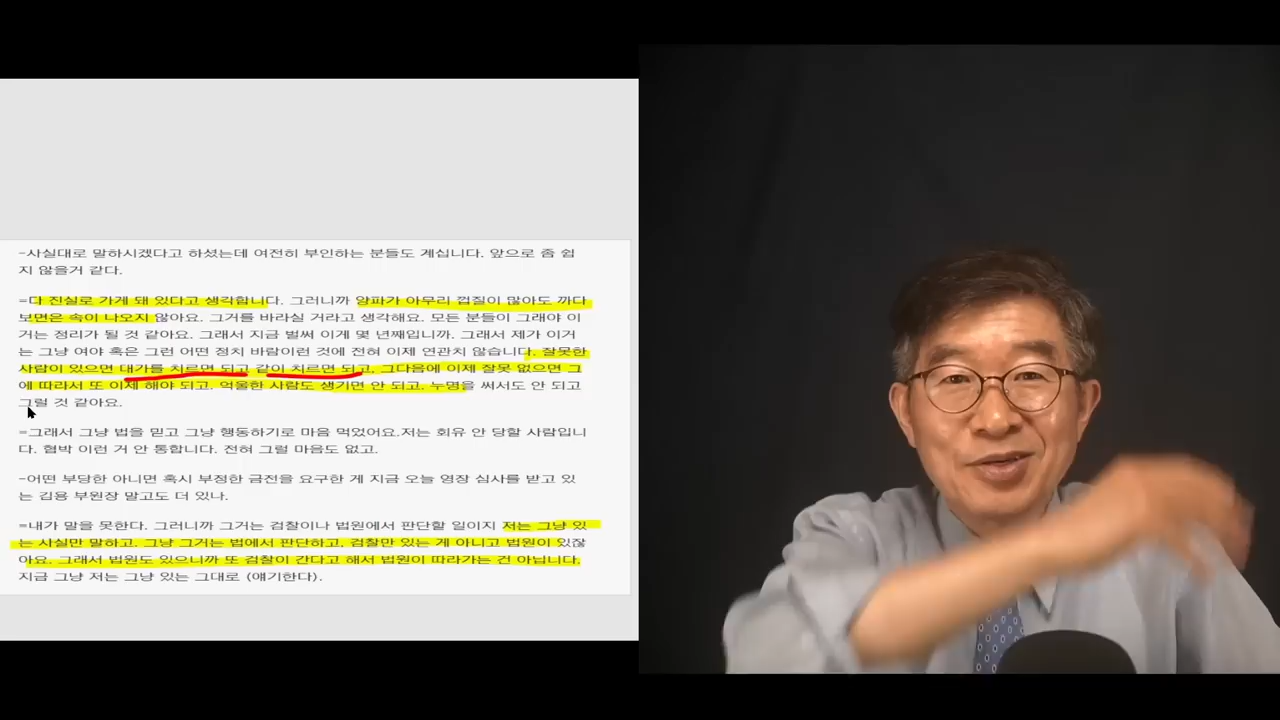 -사실대로 말하시겠다고 하셨는데 여전히 부인하는 분들도 계십니다. 앞으로 좀 쉽
지 않을거 같다.
=다 진실로 가게 돼 있다고 생각합니다. 그러니까 양파가 아무리 껍질이 많아도 까다
보면은 속이 나오지 않아요. 그거를 바라실 거라고 생각해요. 모든 분들이 그래야 이
거는 정리가 될 것 같아요. 그래서 지금 벌써 이게 몇 년째입니까. 그래서 제가 이거
는 그냥 여야 혹은 그런 어떤 정치 바람이런 것에 전혀 이제 연관치 않습니다. 잘못한
사람이 있으면 대가를 치르면 되고 같이 치르면 되고, 그다음에 이제 잘못 없으면 그
에 따라서 또 이제 해야 되고. 억울한 사람도 생기면 안 되고. 누명을 써서도 안 되고
그럴 것 같아요.
=그래서 그냥 법을 믿고 그냥 행동하기로 마음 먹었어요.저는 회유 안 당할 사람입니
다. 협박 이런 거 안 통합니다. 전혀 그럴 마음도 없고.
-어떤 부당한 아니면 혹시 부정한 금전을 요구한 게 지금 오늘 영장 심사를 받고 있
는 김용 부원장 말고도 더 있나.
=내가 말을 못한다. 그러니까 그거는 검찰이나 법원에서 판단할 일이지 저는 그냥 있
는 사실만 말하고. 그냥 그거는 법에서 판단하고. 검찰만 있는 게 아니고 법원이 있잖
아요. 그래서 법원도 있으니까 또 검찰이 간다고 해서 법원이 따라가는 건 아닙니다.
지금 그냥 저는 그냥 있는 그대로 (얘기한다).